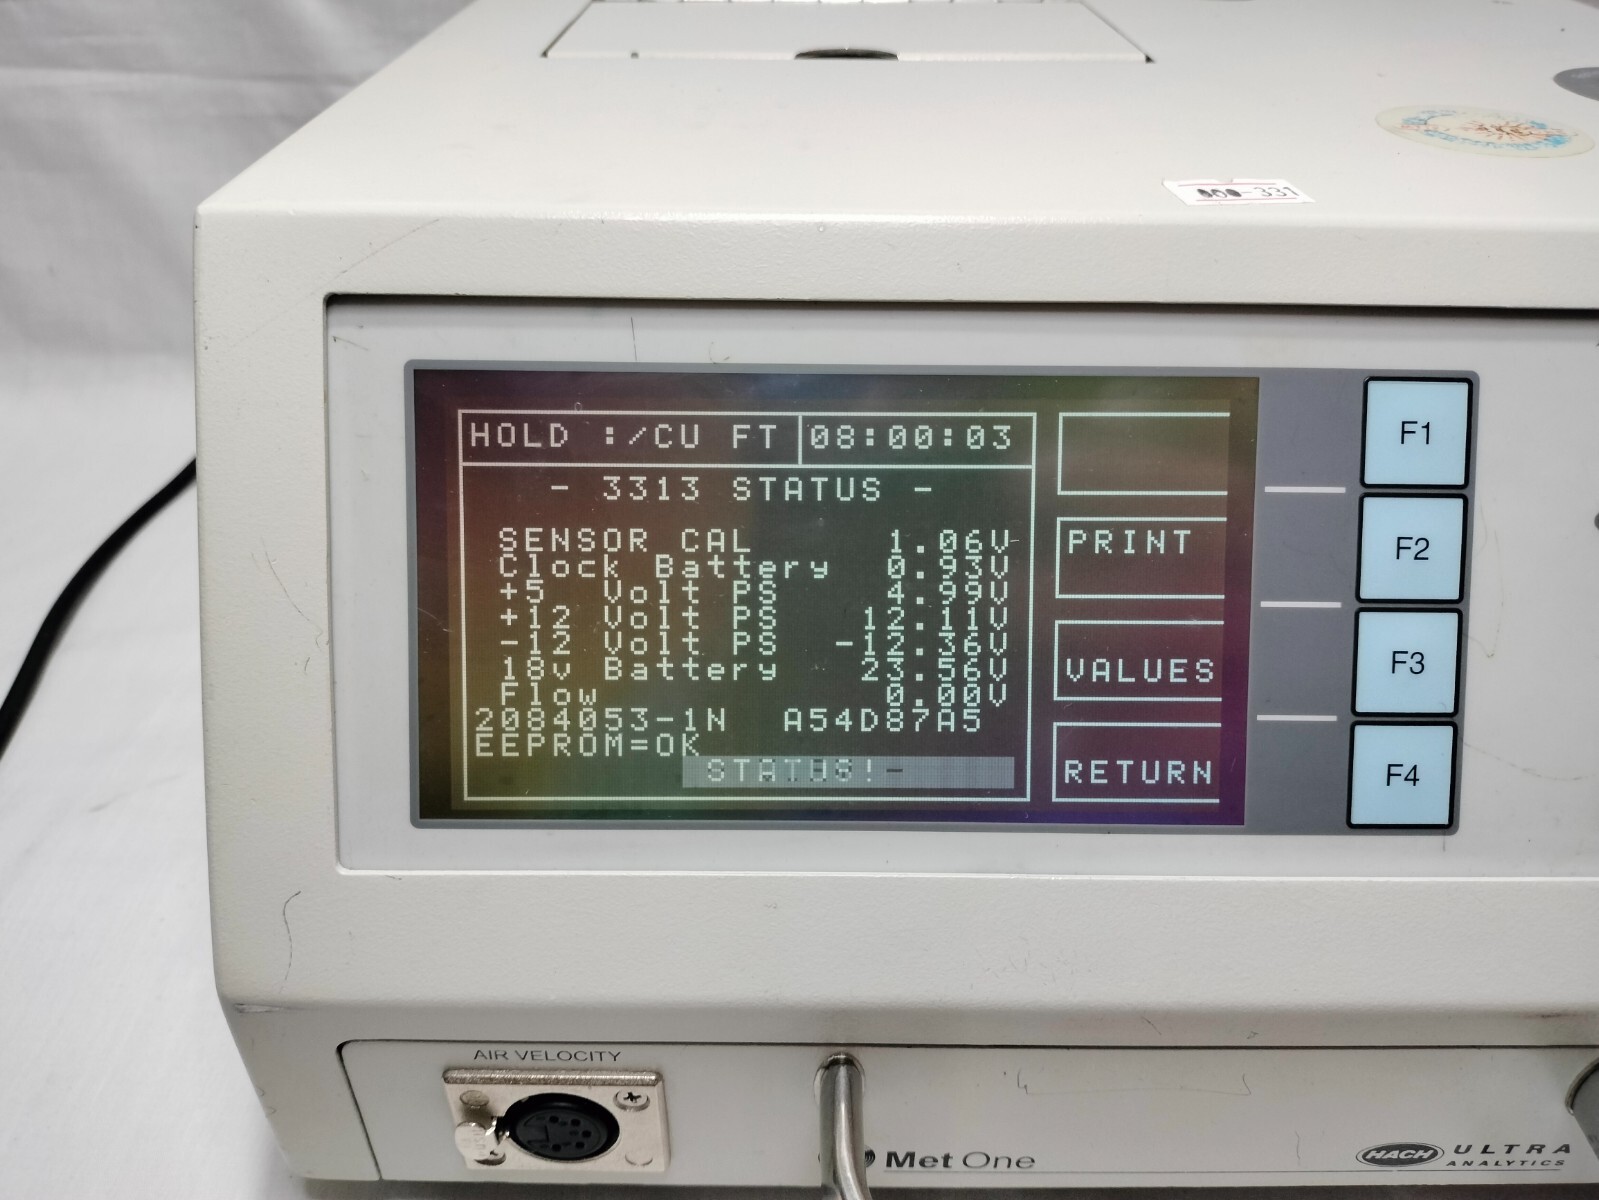 -331
HOLD :/CU FT 08:00:03
- 3313 STATUS -
SENSOR CAL 1.06V
Clock Battery 0.93V
+5 Volt PS 4.99V
+12 Volt PS 12.11V
-12 Volt PS -12.36V
18v Battery 23.56V
Flow 0.00V
2084053-1N A54D87A5
EEPROM=OK
STATUS!-
PRINT
VALUES
RETURN
F1
F2
F3
F4
AIR VELOCITY
Met One
HACH ULTRA
ANALYTICS